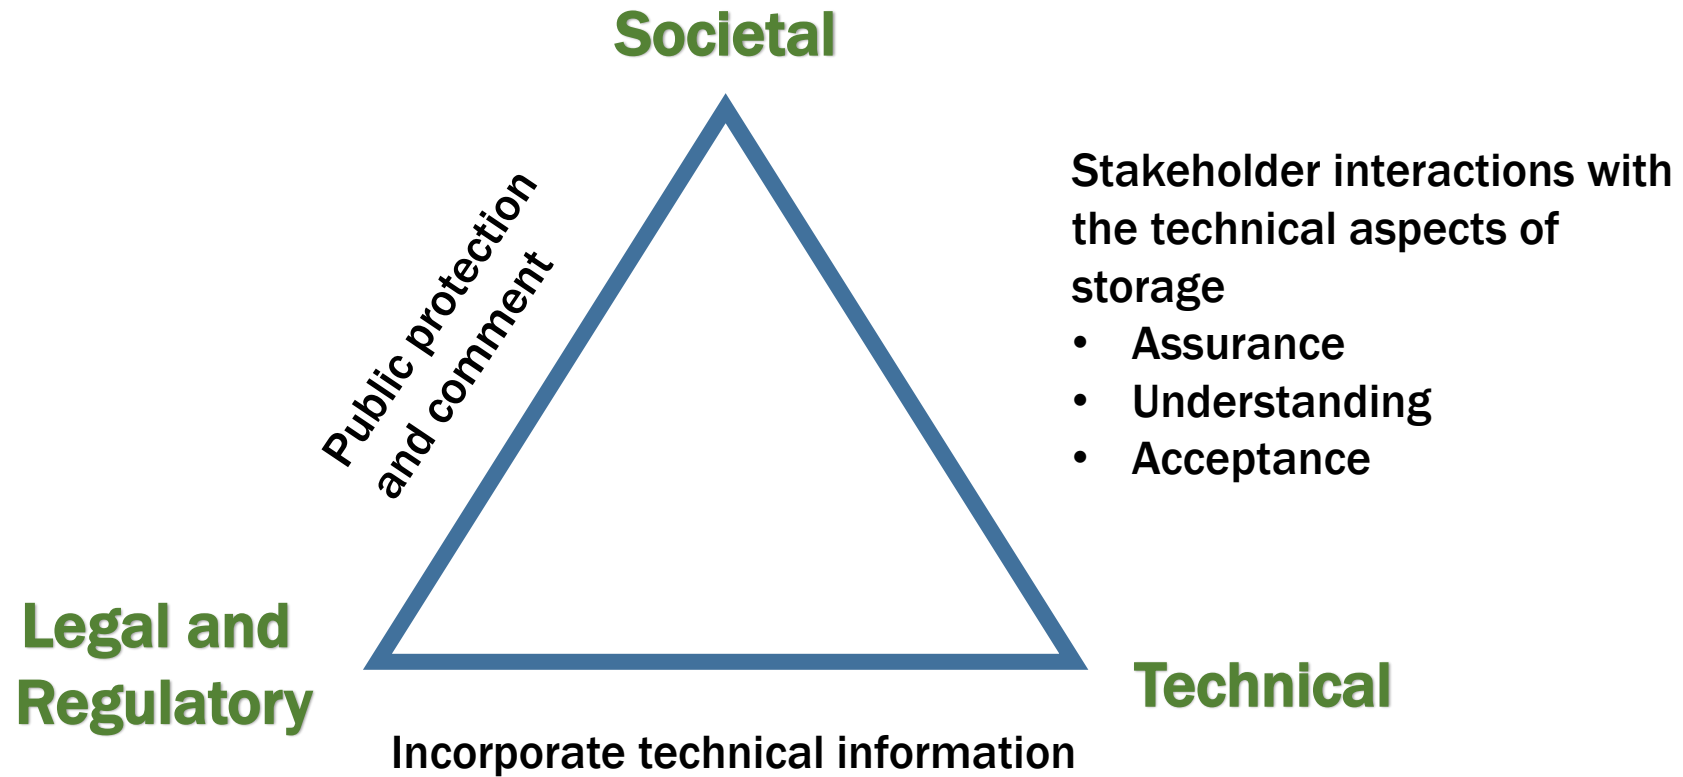 Societal
Public protection
and comment
Stakeholder interactions with
the technical aspects of
storage
• Assurance
• Understanding
• Acceptance
Legal and
Regulatory
Technical
Incorporate technical information